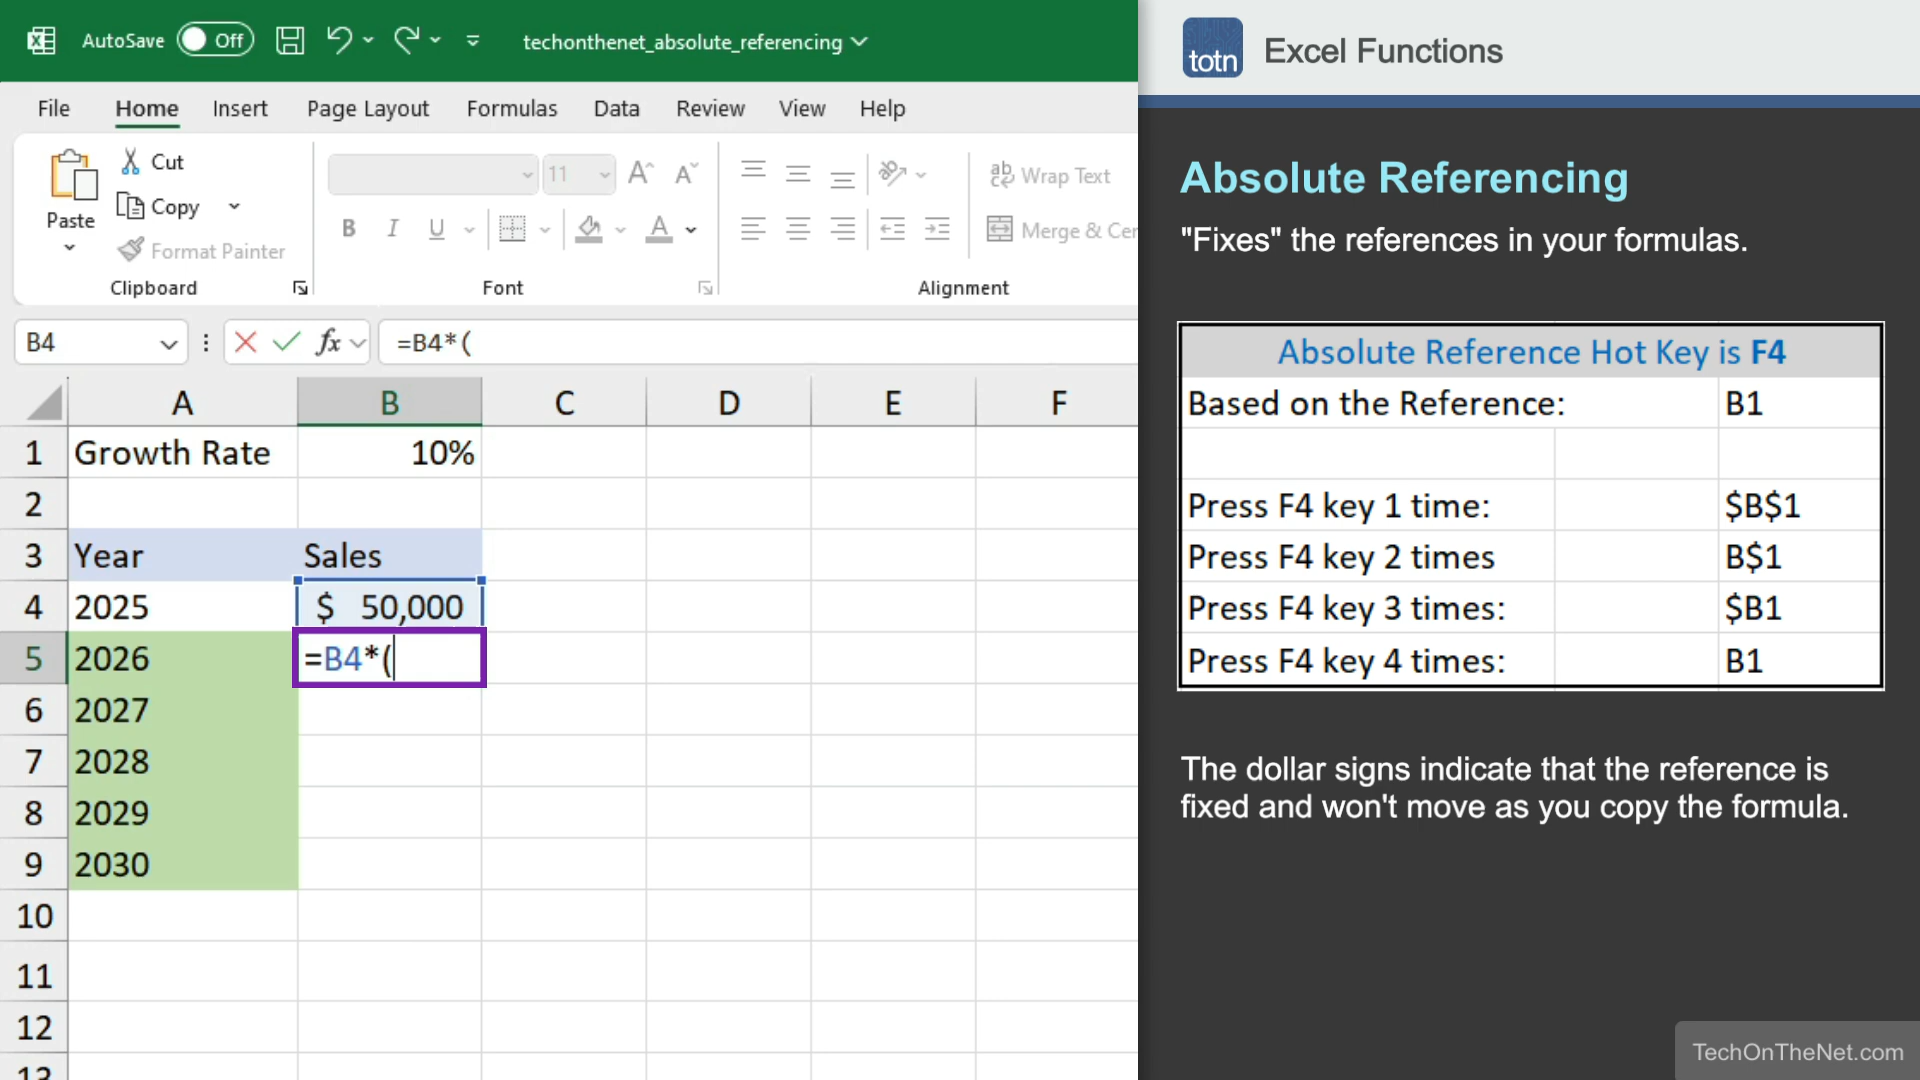 AutoSave Off techonthenet_absolute_referencing
File Home Insert Page Layout Formulas Data Review View Help
Paste
Cut
Copy
Format Painter
Clipboard
11
A A
B I U A
Font
ab Wrap Text
Merge & Cer
Alignment
B4 fx =B4*(
A B C D E F
1 Growth Rate 10%
2
3 Year Sales
4 2025 $ 50,000
5 2026 =B4*(
6 2027
7 2028
8 2029
9 2030
10
11
12
13
totn Excel Functions
Absolute Referencing
"Fixes" the references in your formulas.
Absolute Reference Hot Key is F4
Based on the Reference: B1
Press F4 key 1 time: $B$1
Press F4 key 2 times B$1
Press F4 key 3 times: $B1
Press F4 key 4 times: B1
The dollar signs indicate that the reference is
fixed and won't move as you copy the formula.
TechOnTheNet.com